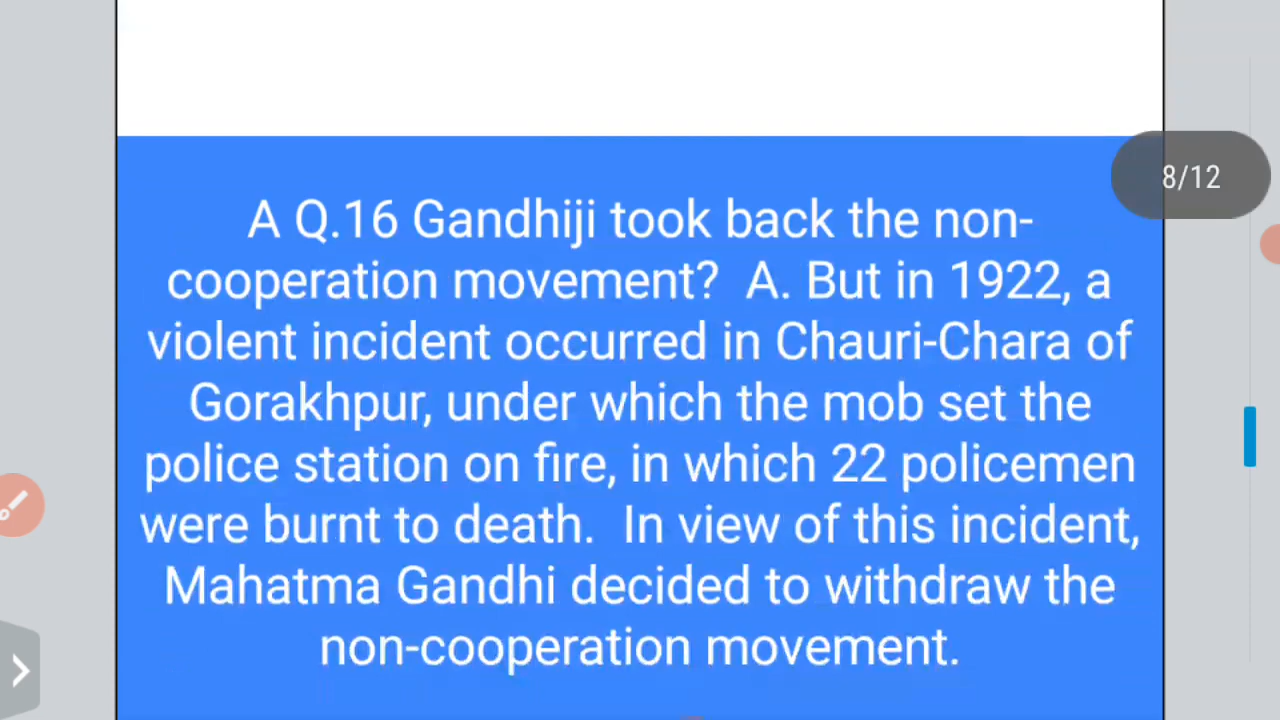 8/12
A Q.16 Gandhiji took back the non-
cooperation movement?  A. But in 1922, a
violent incident occurred in Chauri-Chara of
Gorakhpur, under which the mob set the
police station on fire, in which 22 policemen
were burnt to death.  In view of this incident,
Mahatma Gandhi decided to withdraw the
non-cooperation movement.